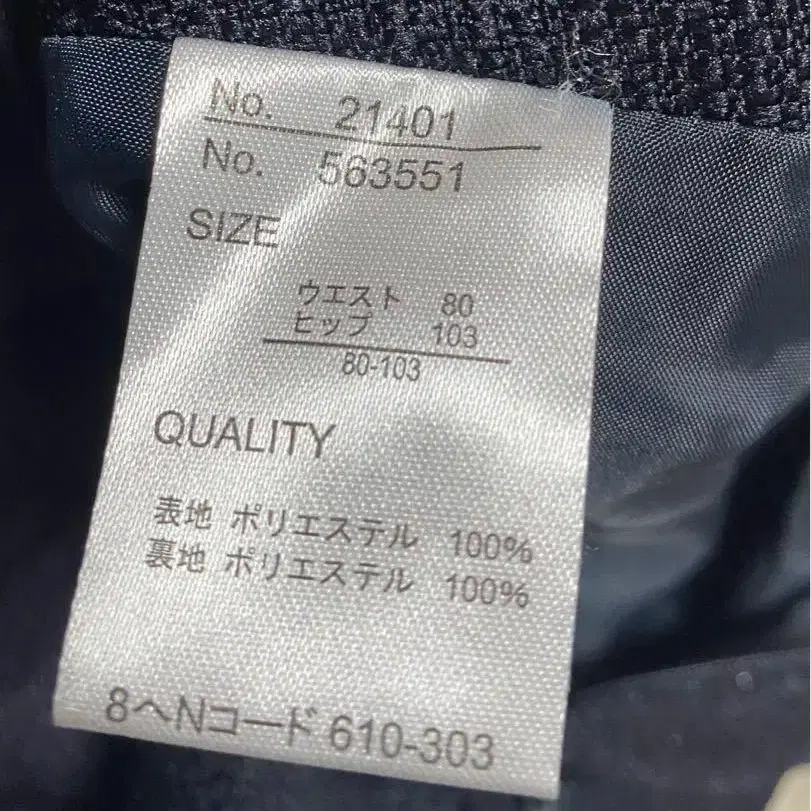 No. 21401
No. 563551
SIZE
ウエスト 80
ヒップ 103
80-103
QUALITY
表地 ポリエステル 100%
裏地 ポリエステル 100%
8ヘNコード 610-303